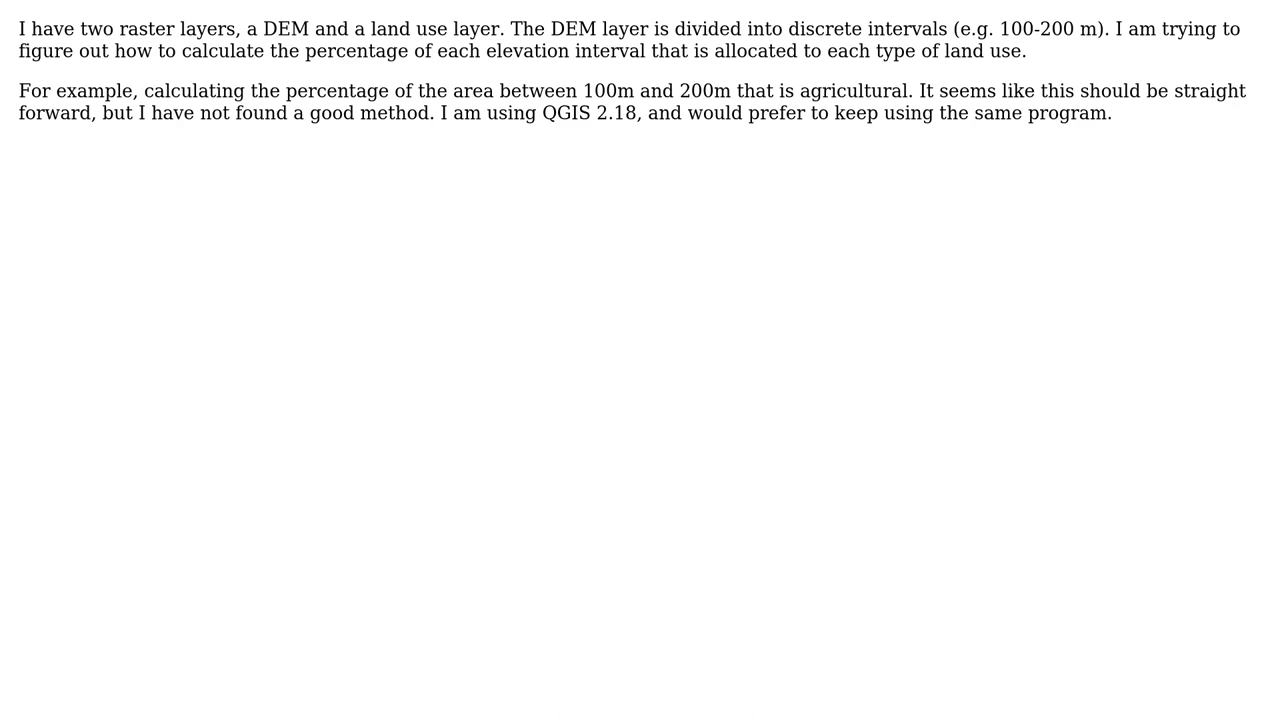 I have two raster layers, a DEM and a land use layer. The DEM layer is divided into discrete intervals (e.g. 100-200 m). I am trying to
figure out how to calculate the percentage of each elevation interval that is allocated to each type of land use.
For example, calculating the percentage of the area between 100m and 200m that is agricultural. It seems like this should be straight
forward, but I have not found a good method. I am using QGIS 2.18, and would prefer to keep using the same program.